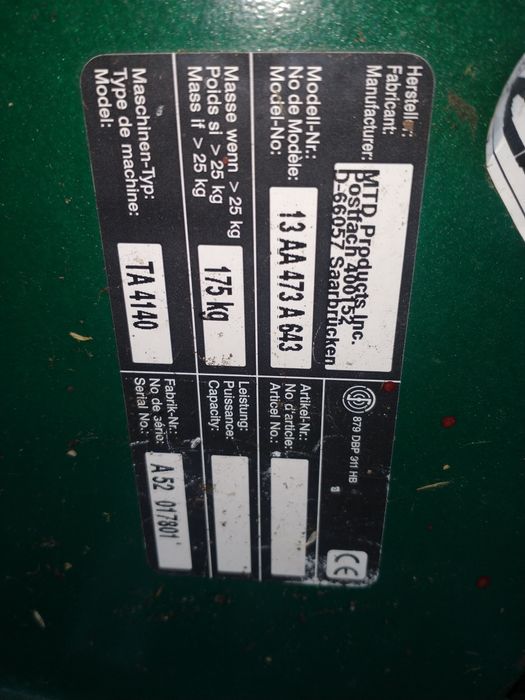 Hersteller:
Fabricant:
Manufacturer:
MTD Products Inc.
Postfach 400152
D-66057 Saarbrücken
Modell-Nr.:
No de Modèle:
Model-No:
13 AA 473 A 643
Masse wenn > 25 kg
Poids si > 25 kg
Mass if > 25 kg
175 kg
Maschinen-Typ:
Type de machine:
Model:
TA 4140
879 DBP 911 HB
CE
Artikel-Nr.:
No d'article:
Articel No.:
Leistung:
Puissance:
Capacity:
Fabrik-Nr.:
No de série:
Serial No.:
A 52 017801